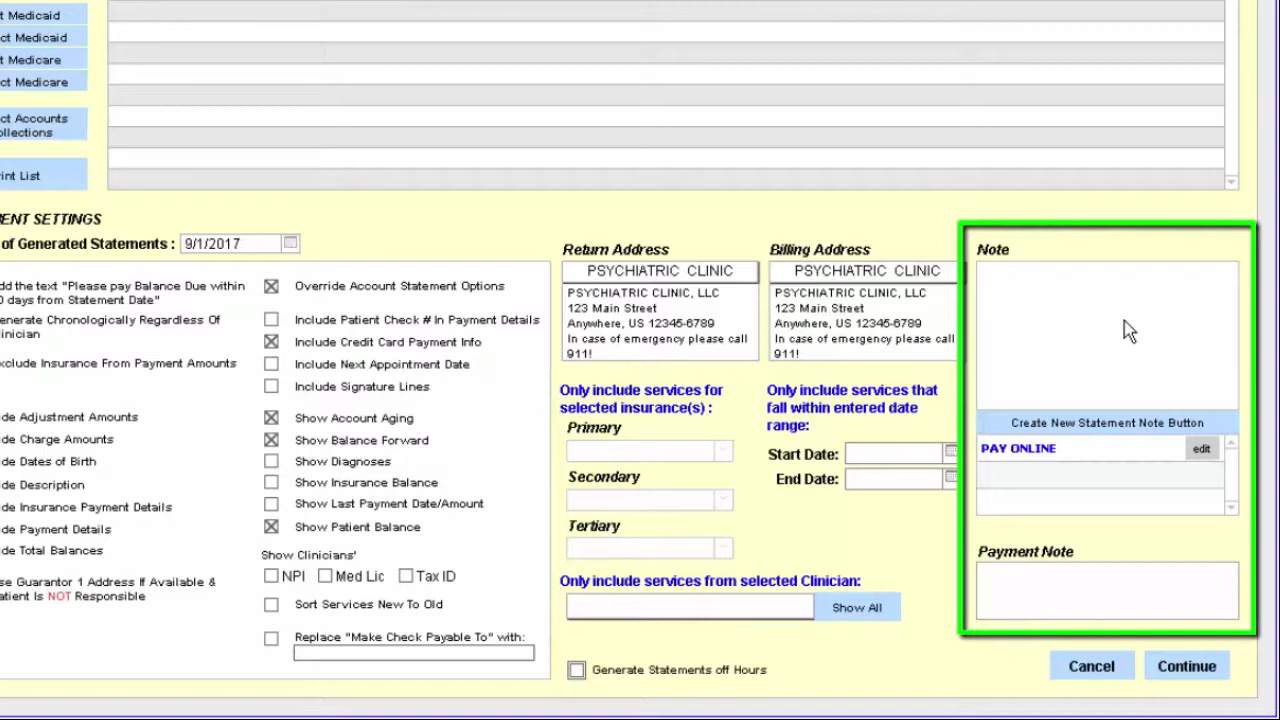 t Medicaid
ct Medicaid
t Medicare
ct Medicare
ct Accounts
ollections
int List
ENT SETTINGS
of Generated Statements : 9/1/2017
dd the text "Please pay Balance Due within
0 days from Statement Date"
enerate Chronologically Regardless Of
linician
xclude Insurance From Payment Amounts
de Adjustment Amounts
de Charge Amounts
de Dates of Birth
de Description
de Insurance Payment Details
de Payment Details
de Total Balances
se Guarantor 1 Address If Available &
atient Is NOT Responsible
Override Account Statement Options
Include Patient Check # In Payment Details
Include Credit Card Payment Info
Include Next Appointment Date
Include Signature Lines
Show Account Aging
Show Balance Forward
Show Diagnoses
Show Insurance Balance
Show Last Payment Date/Amount
Show Patient Balance
Show Clinicians'
NPI Med Lic Tax ID
Sort Services New To Old
Replace "Make Check Payable To" with:
Return Address
PSYCHIATRIC CLINIC
PSYCHIATRIC CLINIC, LLC
123 Main Street
Anywhere, US 12345-6789
In case of emergency please call
911!
Billing Address
PSYCHIATRIC CLINIC
PSYCHIATRIC CLINIC, LLC
123 Main Street
Anywhere, US 12345-6789
In case of emergency please call
911!
Only include services for
selected insurance(s) :
Primary
Secondary
Tertiary
Only include services that
fall within entered date
range:
Start Date:
End Date:
Only include services from selected Clinician:
Show All
Generate Statements off Hours
Note
Create New Statement Note Button
PAY ONLINE edit
Payment Note
Cancel Continue